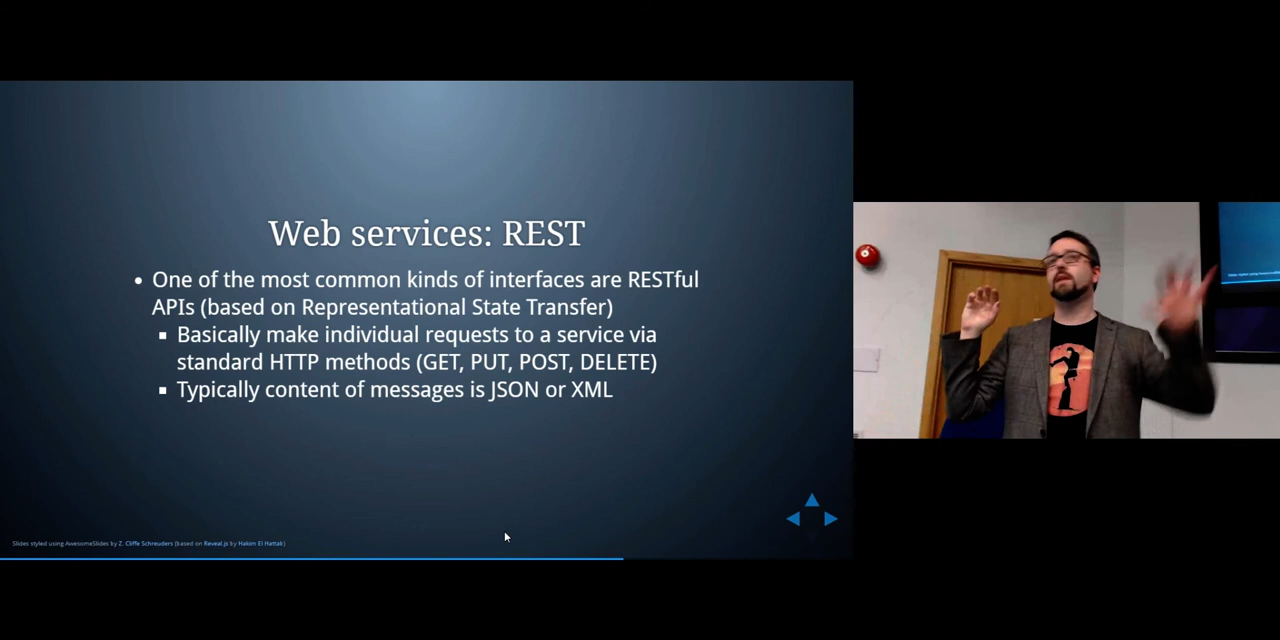 Web services: REST
One of the most common kinds of interfaces are RESTful
APIs (based on Representational State Transfer)
Basically make individual requests to a service via
standard HTTP methods (GET, PUT, POST, DELETE)
Typically content of messages is JSON or XML
Slides styled using AwesomeSlides by Z. Cliffe Schreuders (based on Reveal.js by Hakim El Hattab)